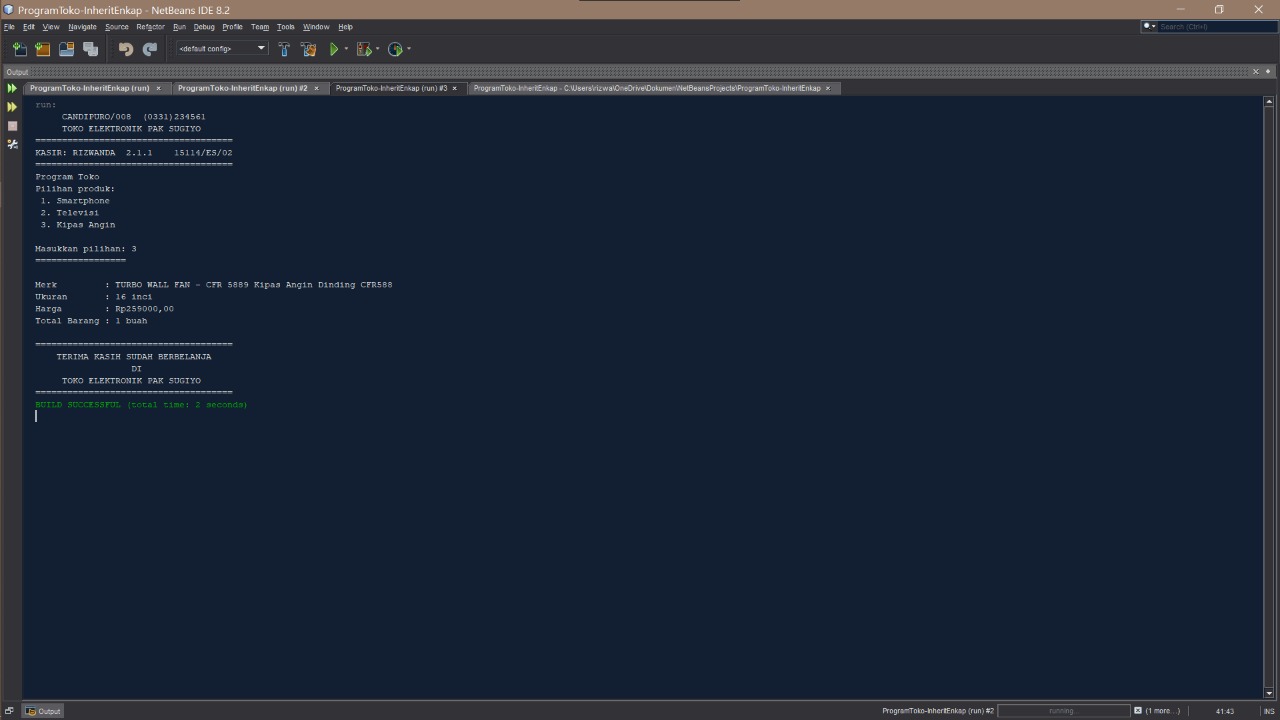 ProgramToko-InheritEnkap - NetBeans IDE 8.2
File Edit View Navigate Source Refactor Run Debug Profile Team Tools Window Help
Search (Ctrl+I)
<default config>
Output
ProgramToko-InheritEnkap (run) × ProgramToko-InheritEnkap (run) #2 × ProgramToko-InheritEnkap (run) #3 × ProgramToko-InheritEnkap - C:\Users\rizwa\OneDrive\Dokumen\NetBeansProjects\ProgramToko-InheritEnkap ×
run:
CANDIPURO/008 (0331)234561
TOKO ELEKTRONIK PAK SUGIYO
=====================================
KASIR: RIZWANDA 2.1.1 15114/ES/02
=====================================
Program Toko
Pilihan produk:
1. Smartphone
2. Televisi
3. Kipas Angin
Masukkan pilihan: 3
=================
Merk : TURBO WALL FAN - CFR 5889 Kipas Angin Dinding CFR588
Ukuran : 16 inci
Harga : Rp259000,00
Total Barang : 1 buah
=====================================
TERIMA KASIH SUDAH BERBELANJA
DI
TOKO ELEKTRONIK PAK SUGIYO
=====================================
BUILD SUCCESSFUL (total time: 2 seconds)
Output
ProgramToko-InheritEnkap (run) #2 running... (1 more...) 41:43 INS